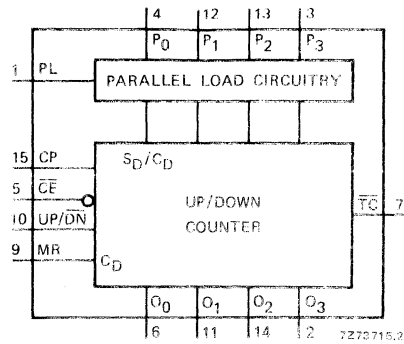 4 12 13 3
P0 P1 P2 P3
1 PL
PARALLEL LOAD CIRCUITRY
15 CP
SD/CD
5 CE
UP/DOWN
TC 7
10 UP/DN
COUNTER
9 MR
CD
O0 O1 O2 O3
6 11 14 2
7Z73715.2